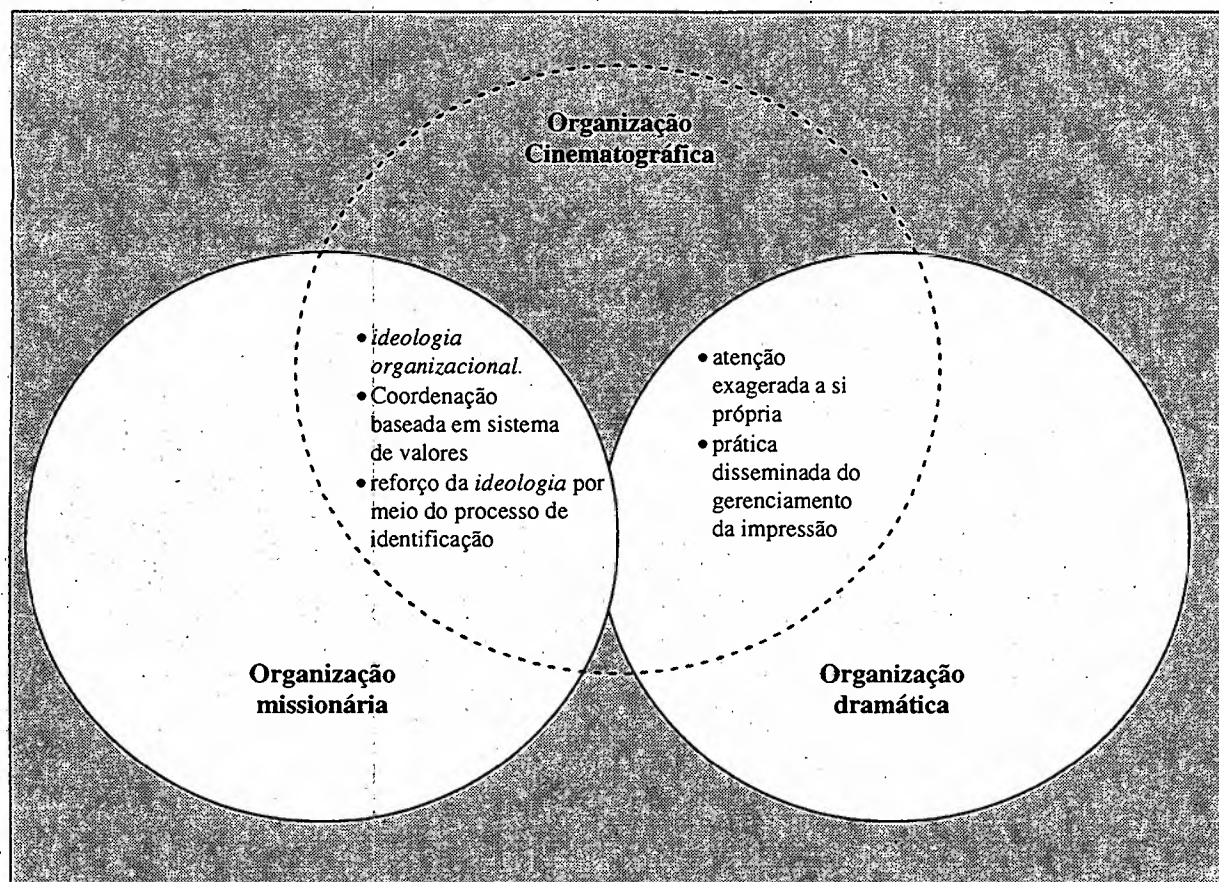 Organização
Cinematográfica
• ideologia
organizacional.
• Coordenação
baseada em sistema
de valores
• reforço da ideologia por
meio do processo de
identificação
• atenção
exagerada a si
própria
• prática
disseminada do
gerenciamento
da impressão
Organização
missionária
Organização
dramática